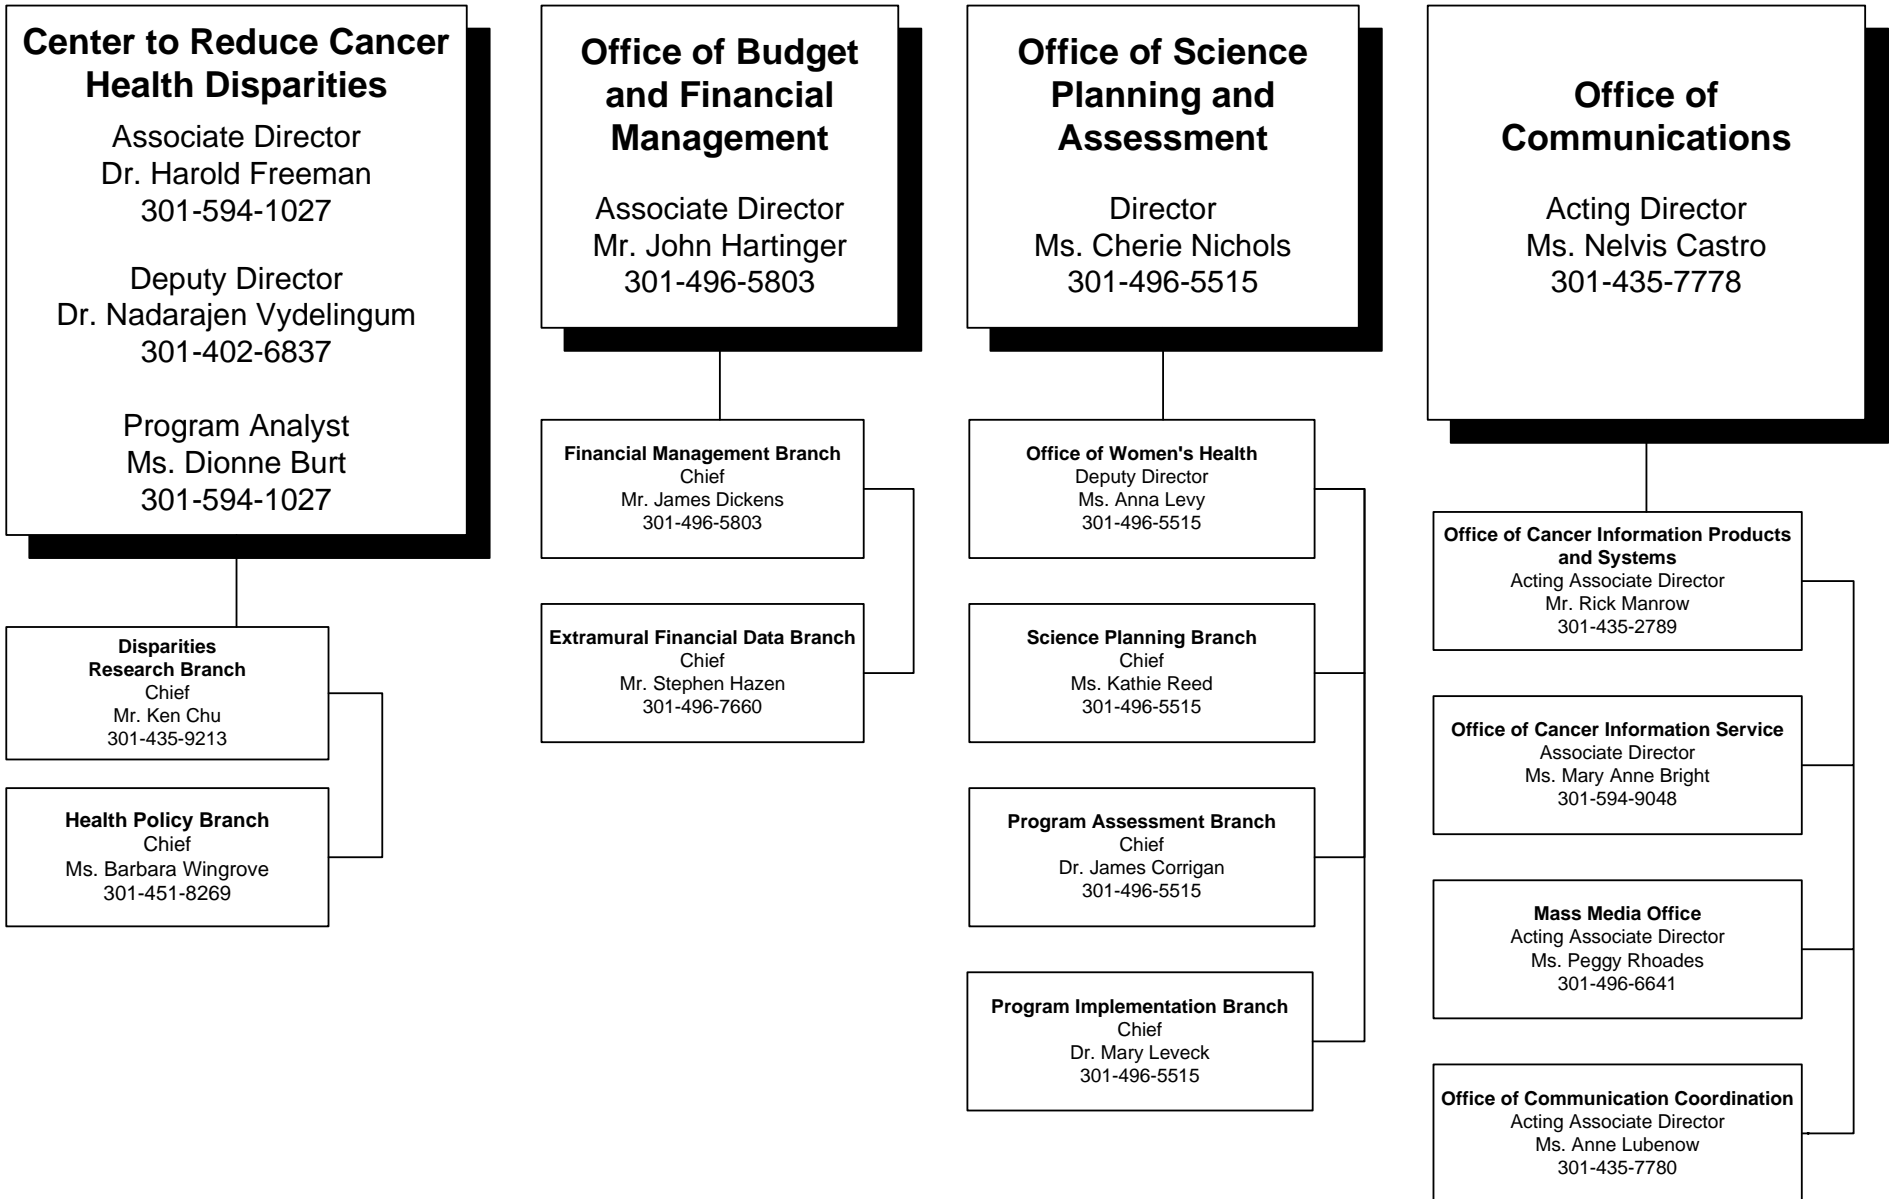 Center to Reduce Cancer
Health Disparities
Associate Director
Dr. Harold Freeman
301-594-1027
Deputy Director
Dr. Nadarajen Vydelingum
301-402-6837
Program Analyst
Ms. Dionne Burt
301-594-1027
Disparities
Research Branch
Chief
Mr. Ken Chu
301-435-9213
Health Policy Branch
Chief
Ms. Barbara Wingrove
301-451-8269
Office of Budget
and Financial
Management
Associate Director
Mr. John Hartinger
301-496-5803
Financial Management Branch
Chief
Mr. James Dickens
301-496-5803
Extramural Financial Data Branch
Chief
Mr. Stephen Hazen
301-496-7660
Office of Science
Planning and
Assessment
Director
Ms. Cherie Nichols
301-496-5515
Office of Women's Health
Deputy Director
Ms. Anna Levy
301-496-5515
Science Planning Branch
Chief
Ms. Kathie Reed
301-496-5515
Program Assessment Branch
Chief
Dr. James Corrigan
301-496-5515
Program Implementation Branch
Chief
Dr. Mary Leveck
301-496-5515
Office of
Communications
Acting Director
Ms. Nelvis Castro
301-435-7778
Office of Cancer Information Products
and Systems
Acting Associate Director
Mr. Rick Manrow
301-435-2789
Office of Cancer Information Service
Associate Director
Ms. Mary Anne Bright
301-594-9048
Mass Media Office
Acting Associate Director
Ms. Peggy Rhoades
301-496-6641
Office of Communication Coordination
Acting Associate Director
Ms. Anne Lubenow
301-435-7780